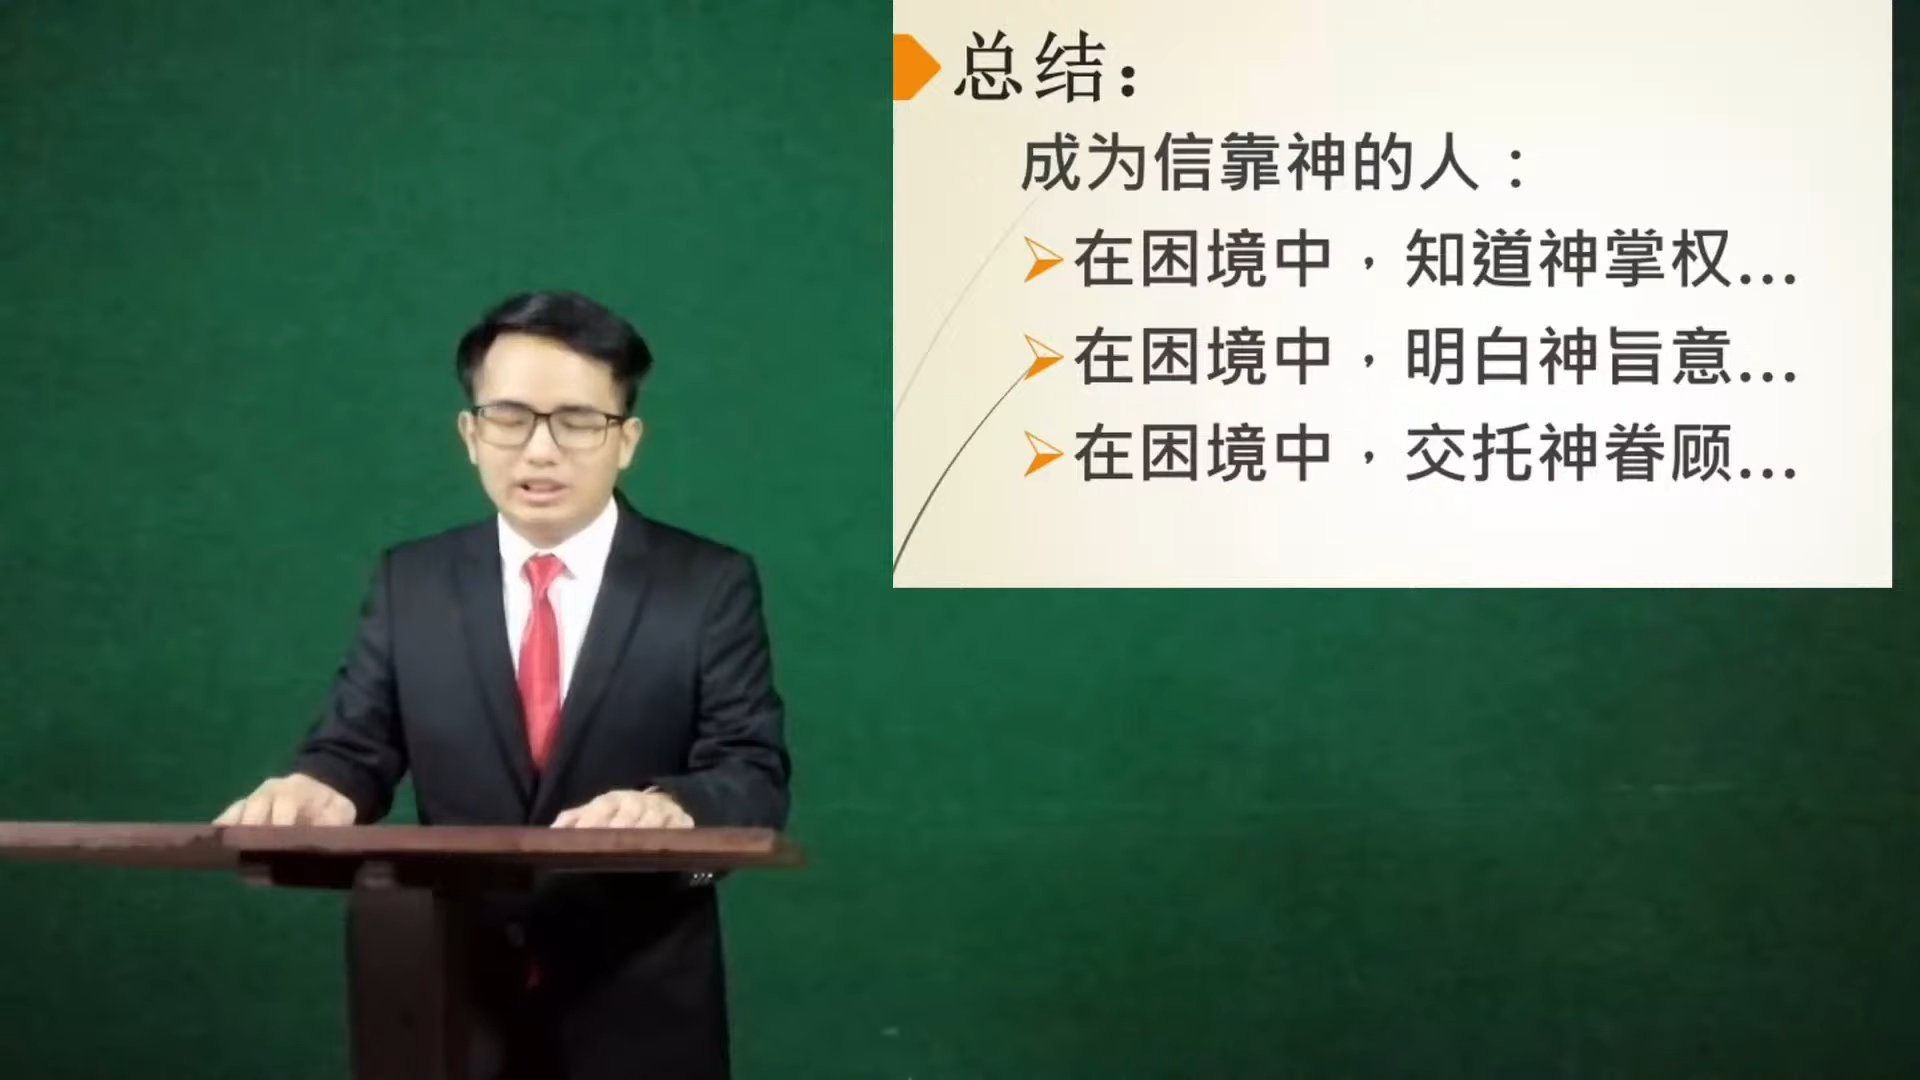 总结：
成为信靠神的人：
在困境中，知道神掌权...
在困境中，明白神旨意...
在困境中，交托神眷顾...